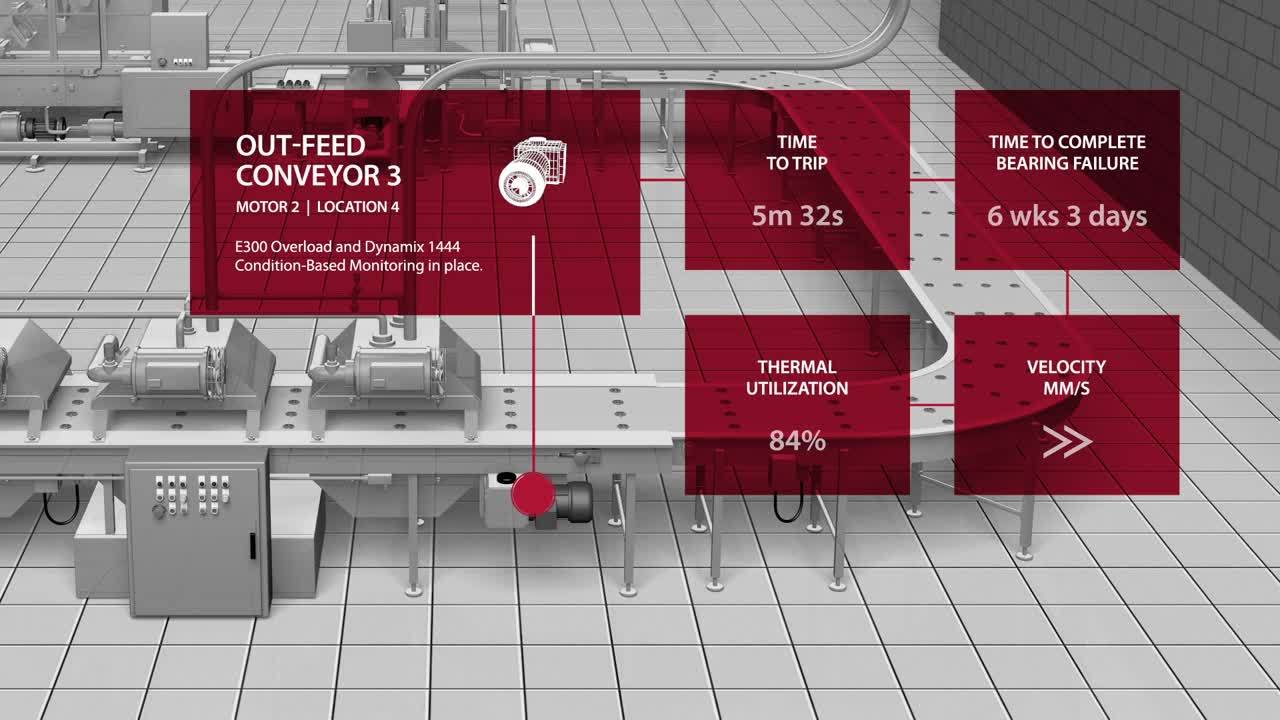 OUT-FEED
CONVEYOR 3
MOTOR 2 | LOCATION 4
E300 Overload and Dynamix 1444
Condition-Based Monitoring in place.
TIME
TO TRIP
5m 32s
TIME TO COMPLETE
BEARING FAILURE
6 wks 3 days
THERMAL
UTILIZATION
84%
VELOCITY
MM/S